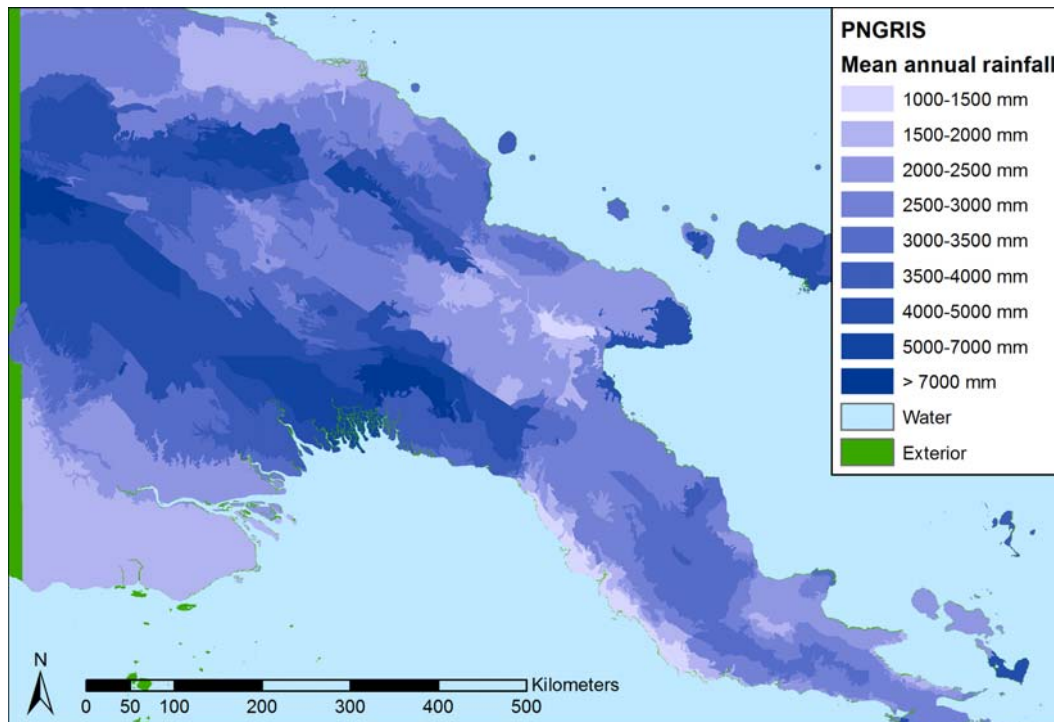 PNGRIS
Mean annual rainfall
1000-1500 mm
1500-2000 mm
2000-2500 mm
2500-3000 mm
3000-3500 mm
3500-4000 mm
4000-5000 mm
5000-7000 mm
> 7000 mm
Water
Exterior
N
Kilometers
0 50 100 200 300 400 500